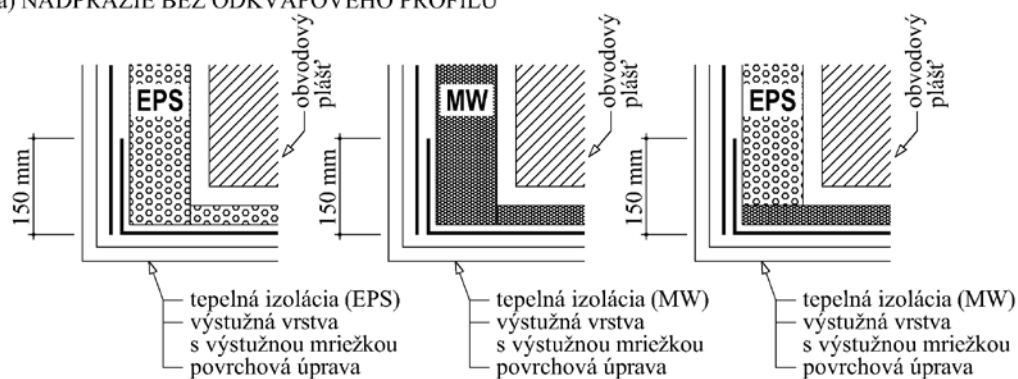 a) NADPRAŽIE BEZ ODKVAPOVÉHO PROFILU
EPS
obvodový
plášť
150 mm
tepelná izolácia (EPS)
výstužná vrstva
s výstužnou mriežkou
povrchová úprava
MW
obvodový
plášť
150 mm
tepelná izolácia (MW)
výstužná vrstva
s výstužnou mriežkou
povrchová úprava
EPS
obvodový
plášť
150 mm
tepelná izolácia (MW)
výstužná vrstva
s výstužnou mriežkou
povrchová úprava